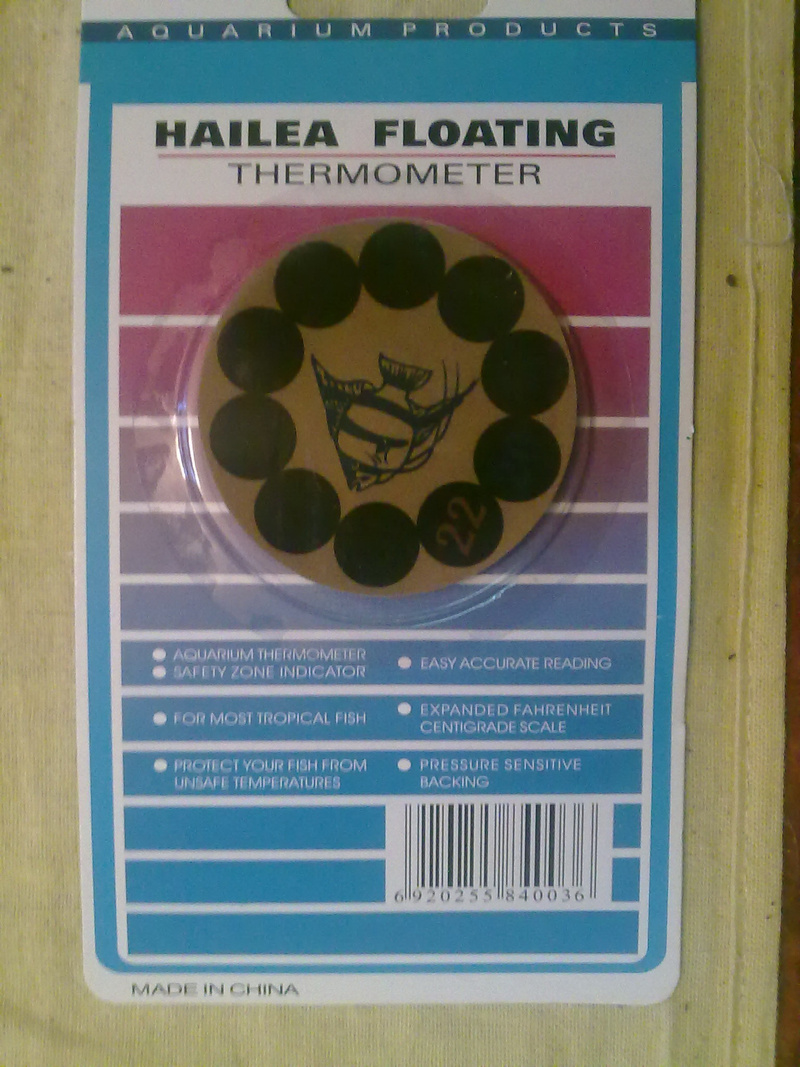 AQUARIUM PRODUCTS
HAILEA FLOATING
THERMOMETER
22
AQUARIUM THERMOMETER
SAFETY ZONE INDICATOR
EASY ACCURATE READING
FOR MOST TROPICAL FISH
EXPANDED FAHRENHEIT
CENTIGRADE SCALE
PROTECT YOUR FISH FROM
UNSAFE TEMPERATURES
PRESSURE SENSITIVE
BACKING
6 920255 840036
MADE IN CHINA